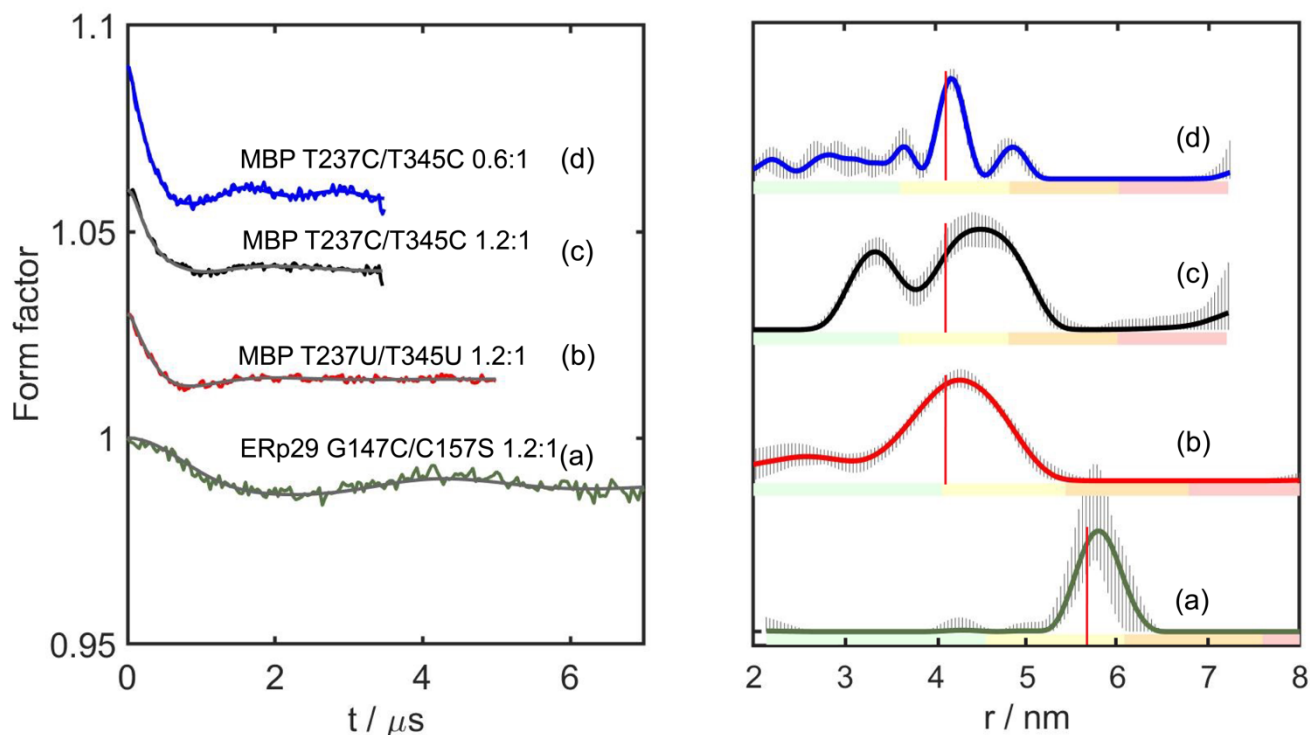 1.1
1.05
1
0.95
Form factor
MBP T237C/T345C 0.6:1 (d)
MBP T237C/T345C 1.2:1 (c)
MBP T237U/T345U 1.2:1 (b)
ERp29 G147C/C157S 1.2:1 (a)
0 2 4 6
t / μs
(d)
(c)
(b)
(a)
2 3 4 5 6 7 8
r / nm